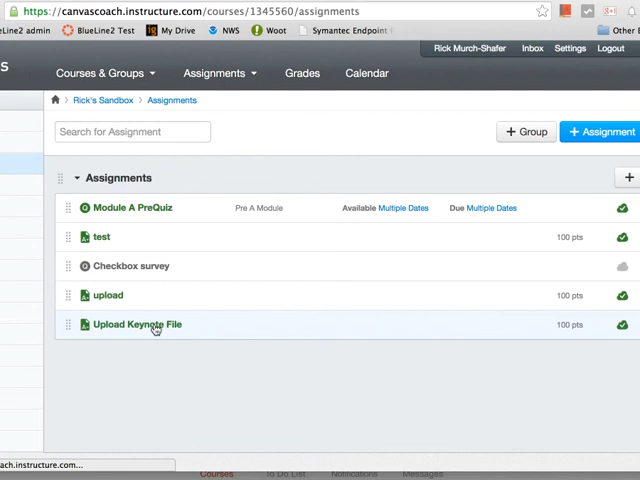 https://canvascoach.instructure.com/courses/1345560/assignments
eLine2 admin BlueLine2 Test My Drive NWS Woot Symantec Endpoint Other B
Rick Murch-Shafer Inbox Settings Logout
s Courses & Groups Assignments Grades Calendar
Rick's Sandbox Assignments
Search for Assignment + Group + Assignment
Assignments +
Module A PreQuiz Pre A Module Available Multiple Dates Due Multiple Dates
test 100 pts
Checkbox survey
upload 100 pts
Upload Keynote File 100 pts
ach.instructure.com...
Courses To Do List Notifications Messages